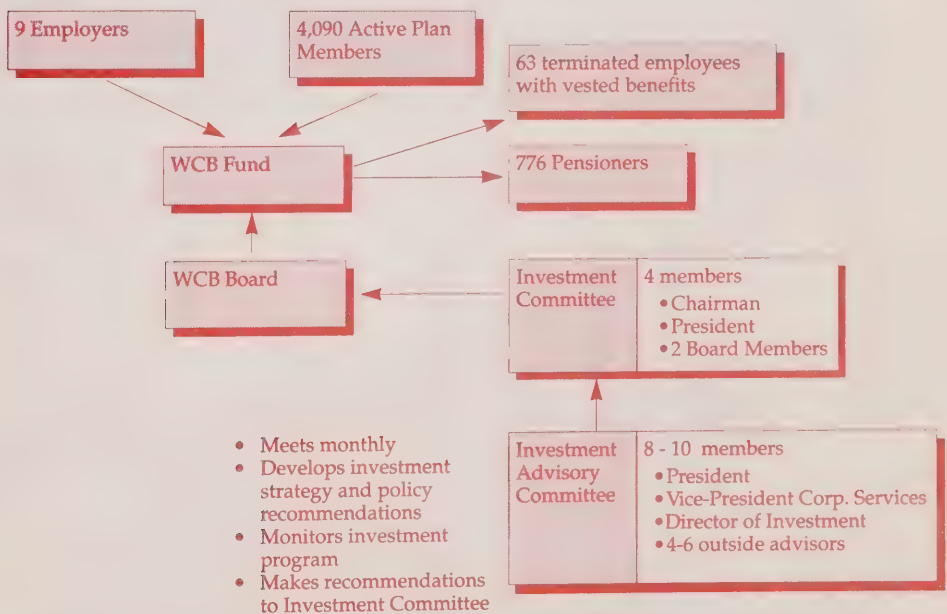 9 Employers
4,090 Active Plan
Members
63 terminated employees
with vested benefits
WCB Fund
776 Pensioners
WCB Board
Investment
Committee
4 members
• Chairman
• President
• 2 Board Members
• Meets monthly
• Develops investment
strategy and policy
recommendations
• Monitors investment
program
• Makes recommendations
to Investment Committee
Investment
Advisory
Committee
8 - 10 members
• President
• Vice-President Corp. Services
• Director of Investment
• 4-6 outside advisors